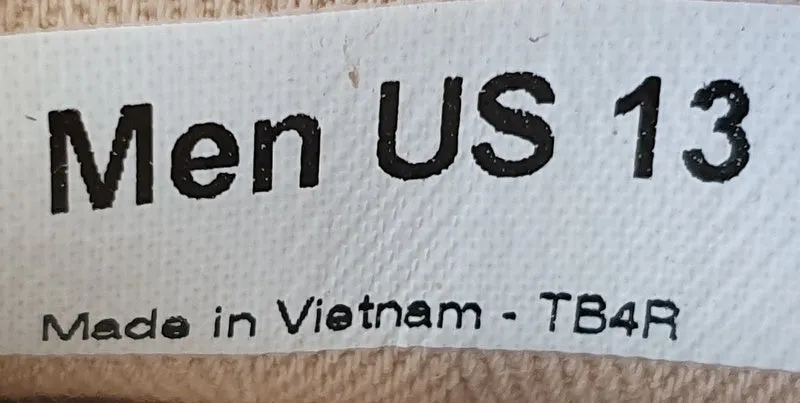 Men US 13
Made in Vietnam - TB4R